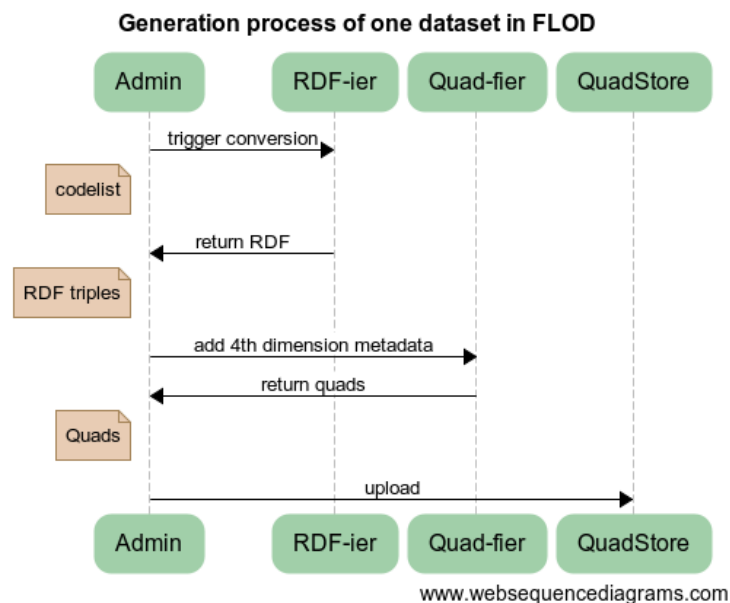 Generation process of one dataset in FLOD
Admin RDF-ier Quad-fier QuadStore
trigger conversion
codelist
return RDF
RDF triples
add 4th dimension metadata
return quads
Quads
upload
Admin RDF-ier Quad-fier QuadStore
www.websequencediagrams.com